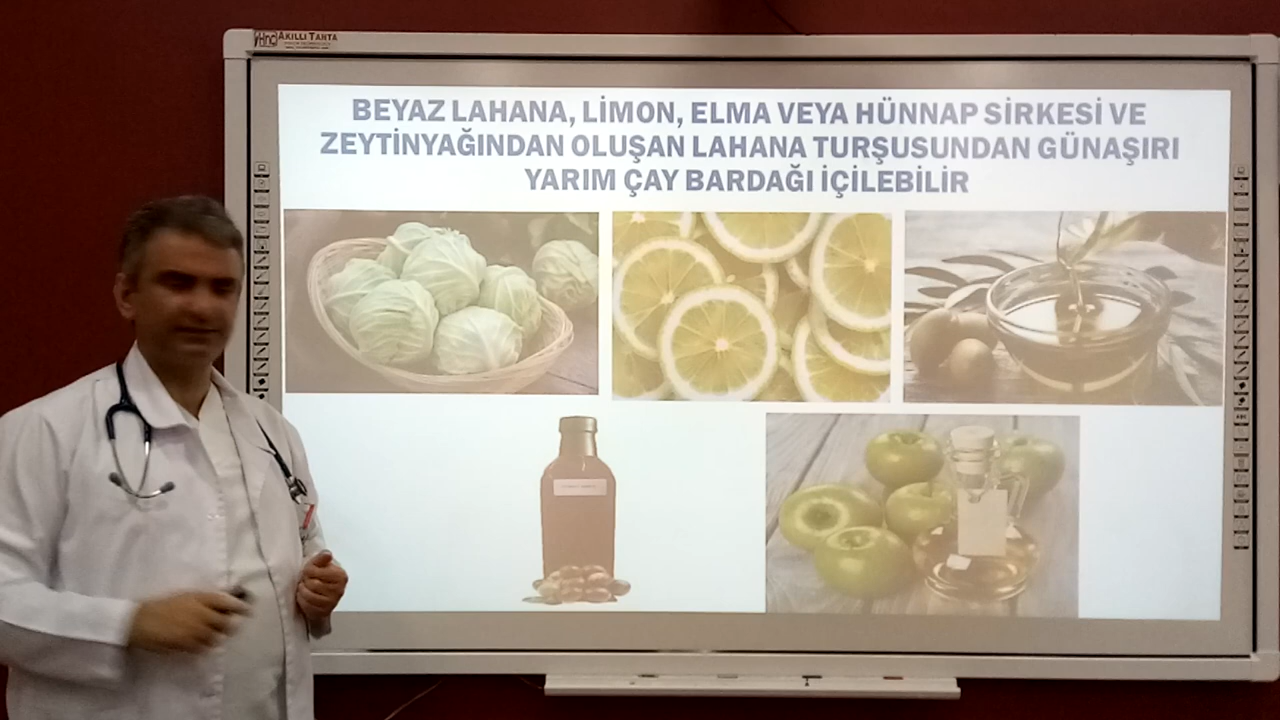 AKILLI TAHTA
BEYAZ LAHANA, LİMON, ELMA VEYA HÜNNAP SİRKESİ VE
ZEYTİNYAĞINDAN OLUŞAN LAHANA TURŞUSUNDAN GÜNAŞIRI
YARIM ÇAY BARDAĞI İÇİLEBİLİR